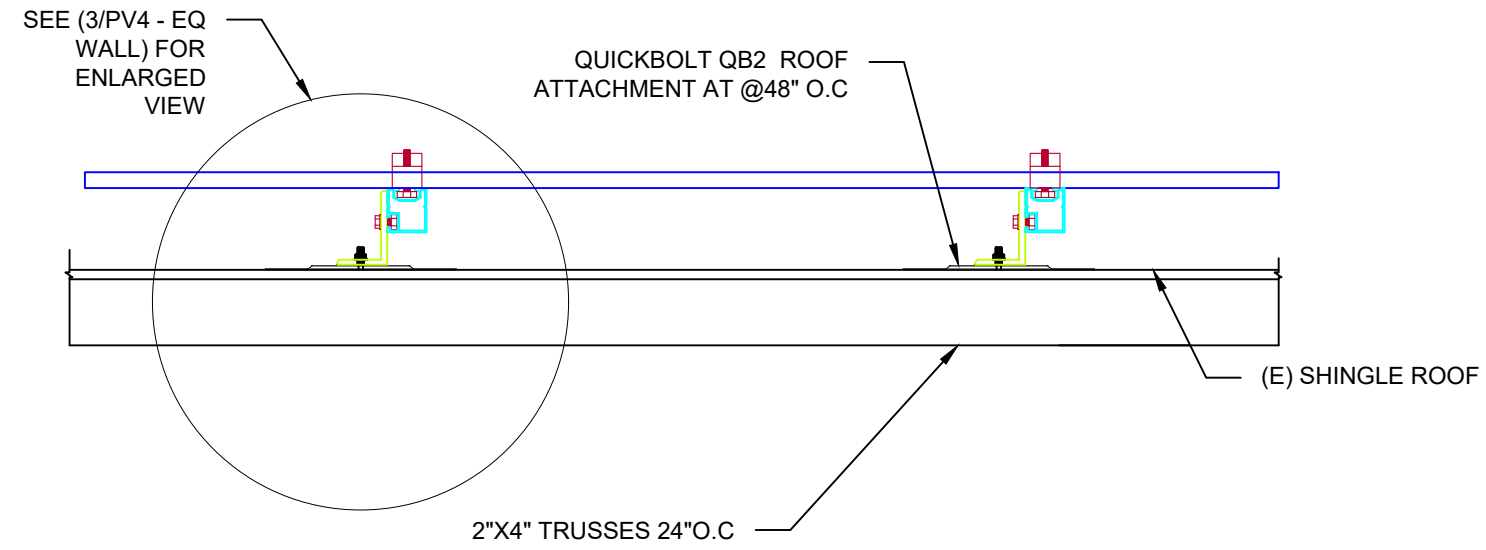 SEE (3/PV4 - EQ
WALL) FOR
ENLARGED
VIEW
QUICKBOLT QB2 ROOF
ATTACHMENT AT @48" O.C
(E) SHINGLE ROOF
2"X4" TRUSSES 24"O.C